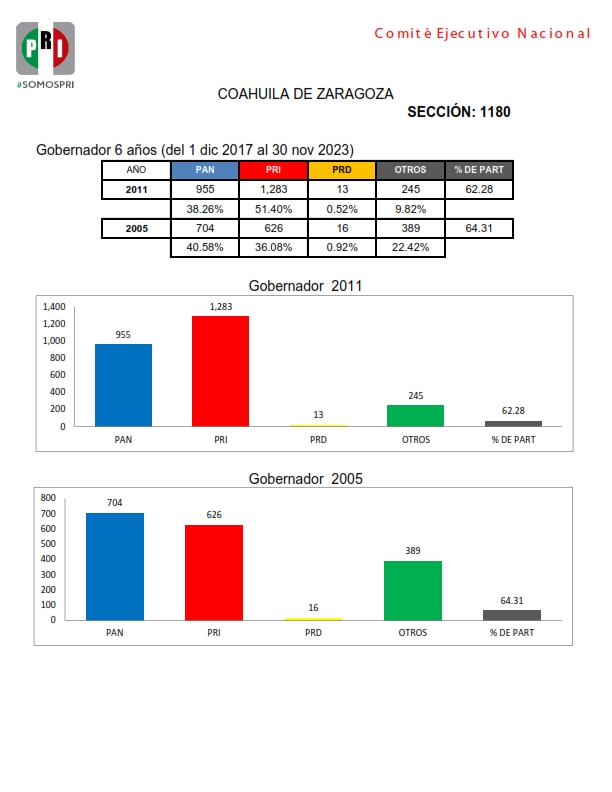 PRI
#SOMOSPRI
Comité Ejecutivo Nacional
COAHUILA DE ZARAGOZA
SECCIÓN: 1180
Gobernador 6 años (del 1 dic 2017 al 30 nov 2023)
AÑO PAN PRI PRD OTROS % DE PART
2011 955 1,283 13 245 62.28
38.26% 51.40% 0.52% 9.82%
2005 704 626 16 389 64.31
40.58% 36.08% 0.92% 22.42%
Gobernador 2011
1,400
1,200
1,000
800
600
400
200
0
955
1,283
13
245
62.28
PAN PRI PRD OTROS % DE PART
Gobernador 2005
800
700
600
500
400
300
200
100
0
704
626
16
389
64.31
PAN PRI PRD OTROS % DE PART